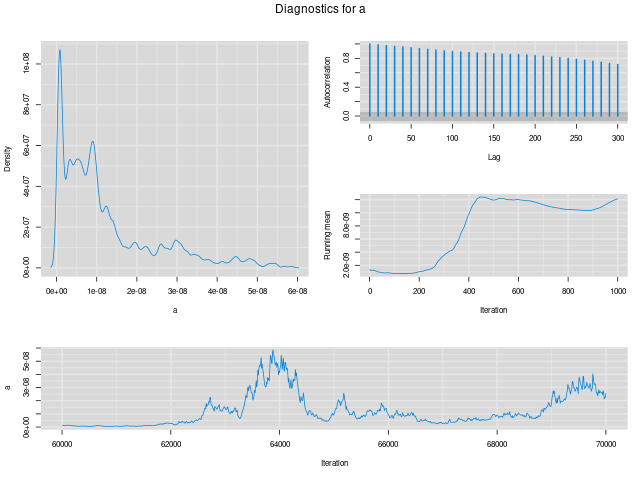 Diagnostics for a
Density
0e+00
2e+07
4e+07
6e+07
8e+07
1e+08
0e+00 1e-08 2e-08 3e-08 4e-08 5e-08 6e-08
a
Autocorrelation
0.0
0.4
0.8
0 50 100 150 200 250 300
Lag
Running mean
2.0e-09
8.0e-09
0 200 400 600 800 1000
Iteration
a
0e+00
3e-08
5e-08
60000 62000 64000 66000 68000 70000
Iteration